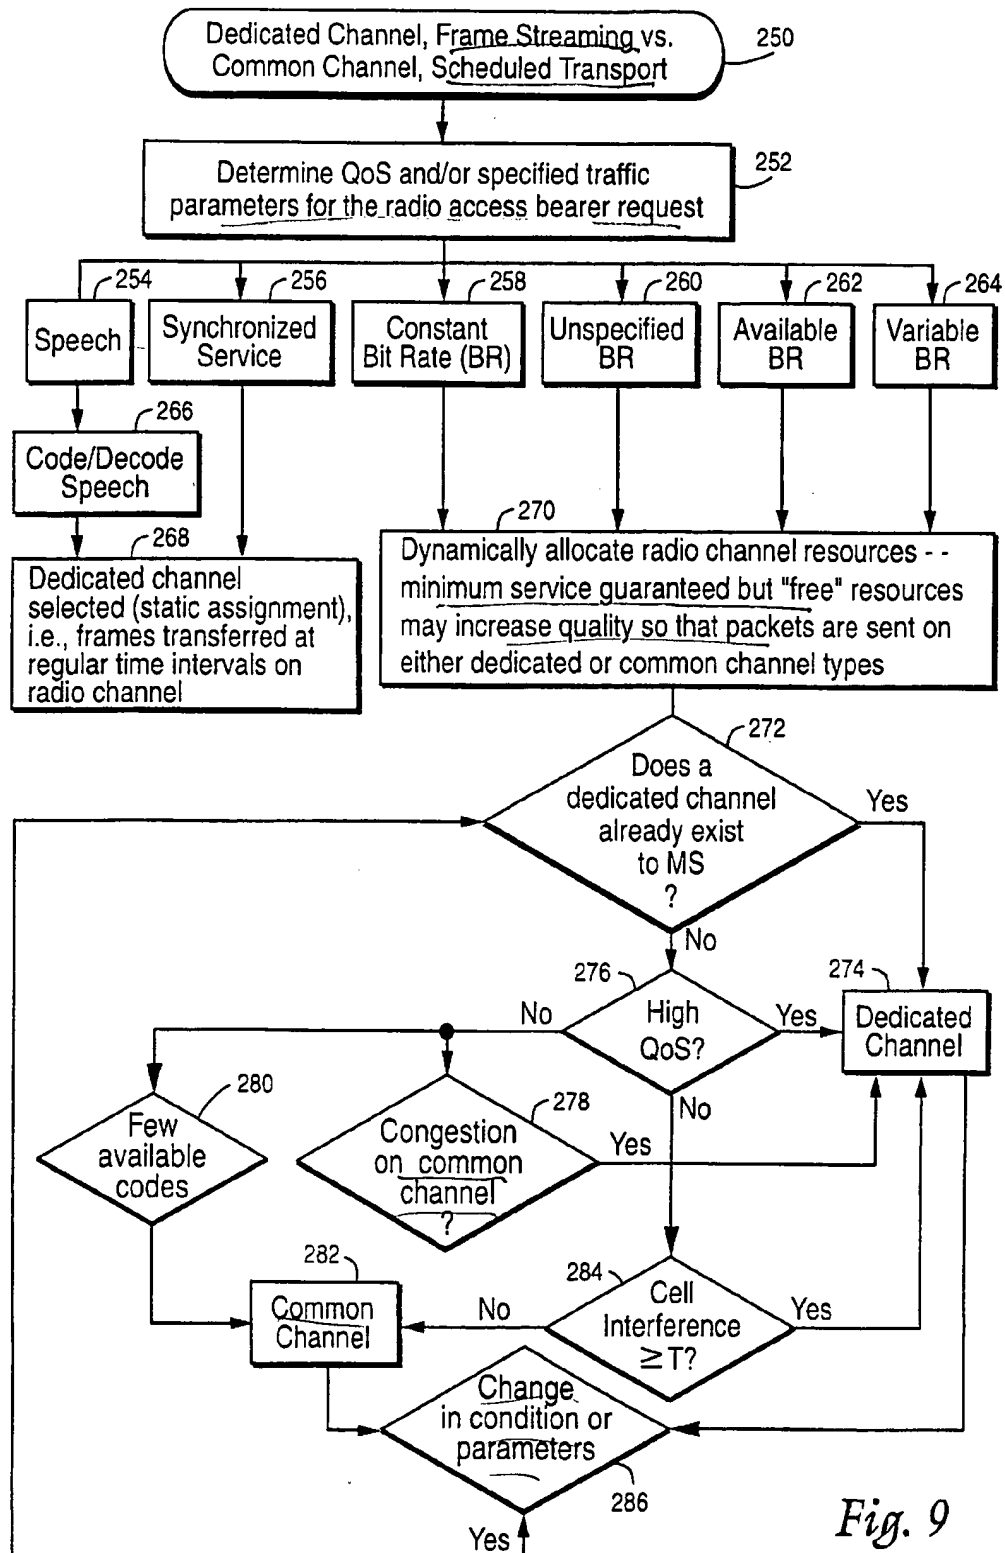 Dedicated Channel, Frame Streaming vs.
Common Channel, Scheduled Transport
250
Determine QoS and/or specified traffic
parameters for the radio access bearer request
252
254
256
258
260
262
264
Speech
Synchronized
Service
Constant
Bit Rate (BR)
Unspecified
BR
Available
BR
Variable
BR
266
Code/Decode
Speech
268
Dedicated channel
selected (static assignment),
i.e., frames transferred at
regular time intervals on
radio channel
270
Dynamically allocate radio channel resources - -
minimum service guaranteed but "free" resources
may increase quality so that packets are sent on
either dedicated or common channel types
272
Does a
dedicated channel
already exist
to MS
?
Yes
No
276
High
QoS?
No
Yes
No
274
Dedicated
Channel
280
Few
available
codes
278
Congestion
on common
channel
?
Yes
282
Common
Channel
284
Cell
Interference
≥T?
No
Yes
Change
in condition or
parameters
286
Yes
Fig. 9